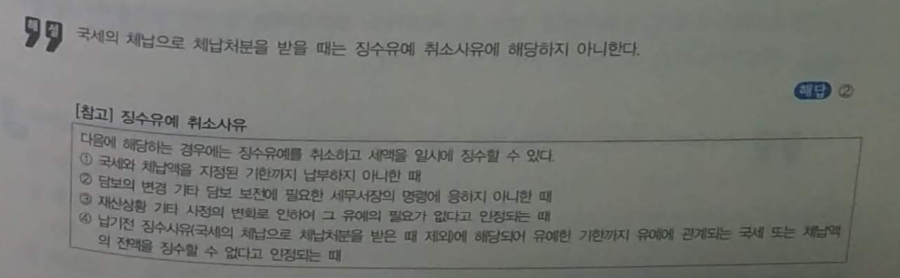 해설
국세의 체납으로 체납처분을 받을 때는 징수유예 취소사유에 해당하지 아니한다.
해답 ②
[참고] 징수유예 취소사유
다음에 해당하는 경우에는 징수유예를 취소하고 세액을 일시에 징수할 수 있다.
① 국세와 체납액을 지정된 기한까지 납부하지 아니한 때
② 담보의 변경 기타 담보 보전에 필요한 세무서장의 명령에 응하지 아니한 때
③ 재산상황 기타 사정의 변화로 인하여 그 유예의 필요가 없다고 인정되는 때
④ 납기전 징수사유(국세의 체납으로 체납처분을 받은 때 제외)에 해당되어 유예한 기한까지 유예에 관계되는 국세 또는 체납액
의 전액을 징수할 수 없다고 인정되는 때